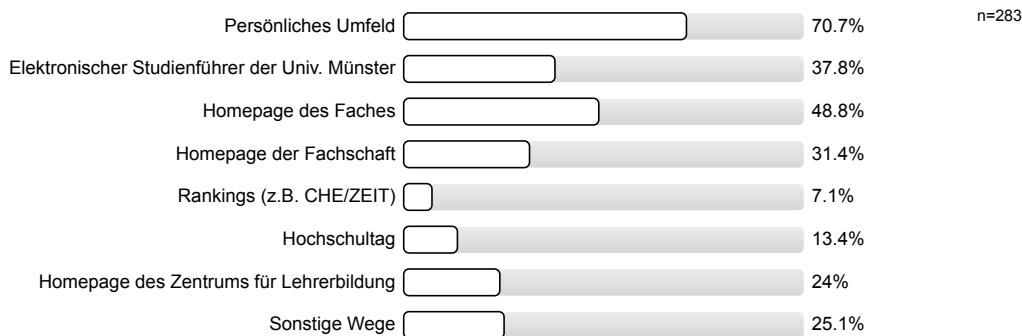 Persönliches Umfeld 70.7% n=283
Elektronischer Studienführer der Univ. Münster 37.8%
Homepage des Faches 48.8%
Homepage der Fachschaft 31.4%
Rankings (z.B. CHE/ZEIT) 7.1%
Hochschultag 13.4%
Homepage des Zentrums für Lehrerbildung 24%
Sonstige Wege 25.1%